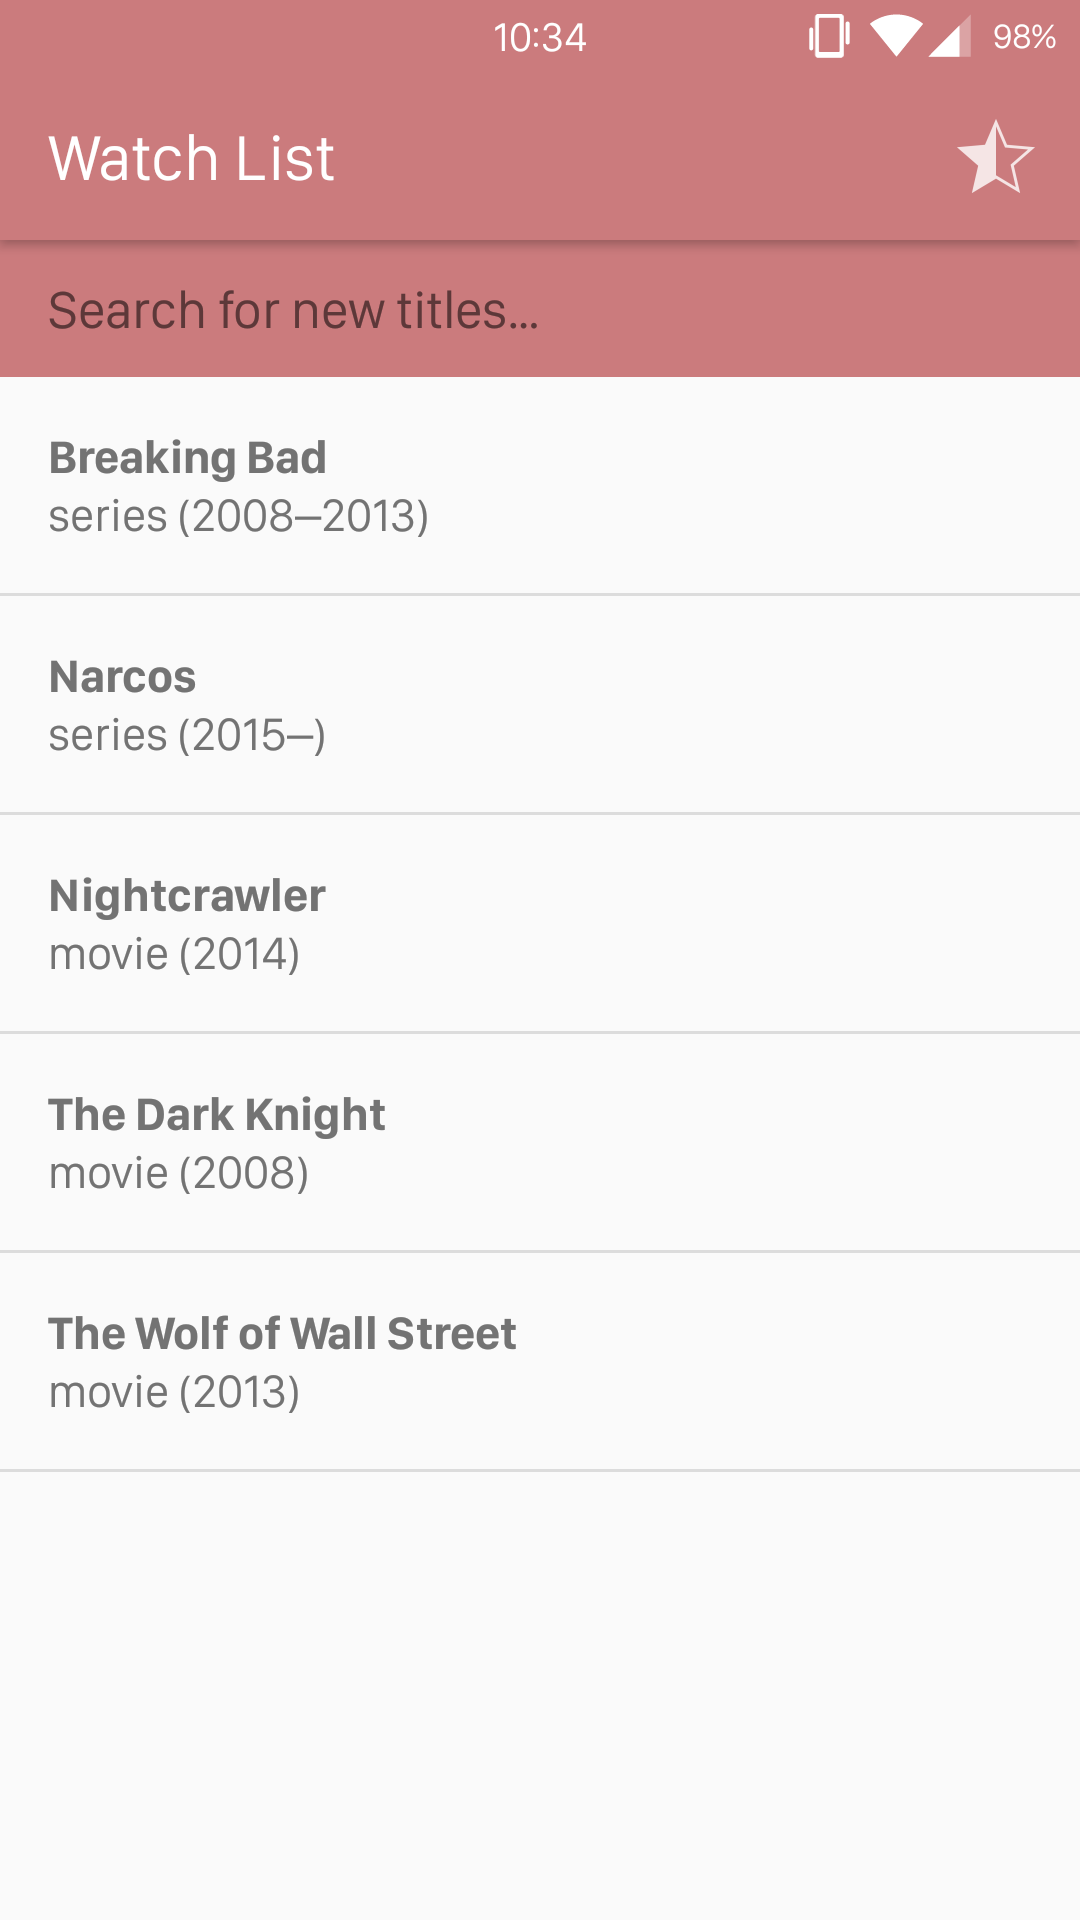 10:34
98%
Watch List
Search for new titles...
Breaking Bad
series (2008–2013)
Narcos
series (2015–)
Nightcrawler
movie (2014)
The Dark Knight
movie (2008)
The Wolf of Wall Street
movie (2013)